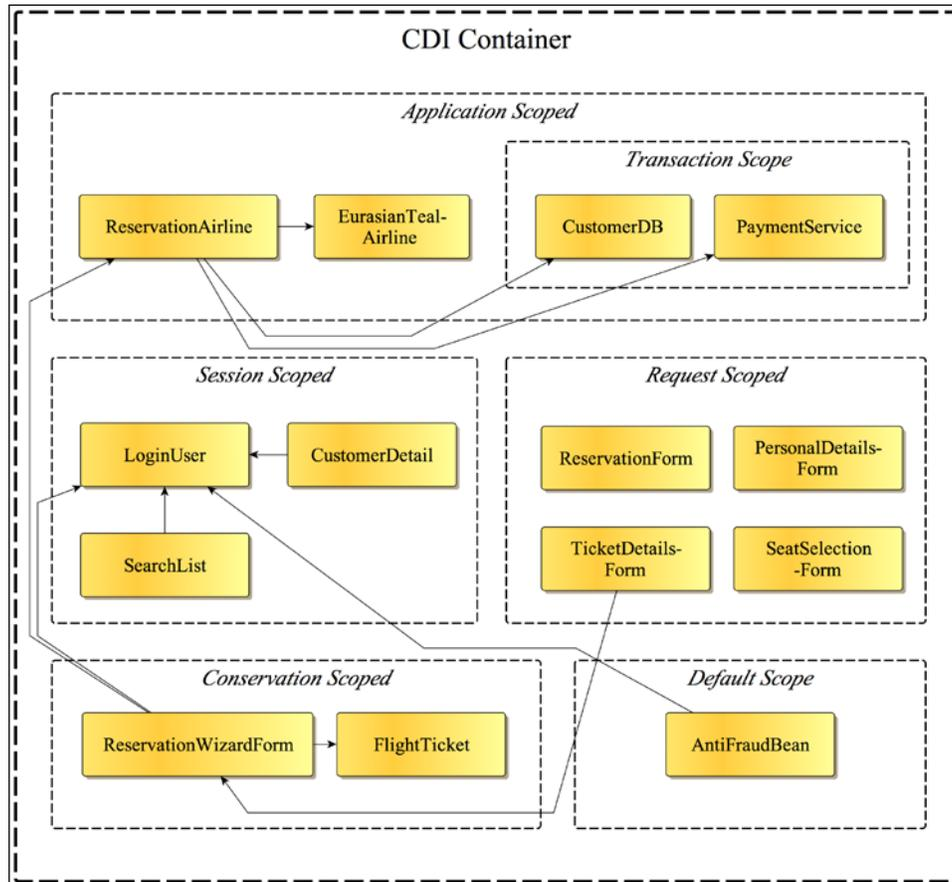 CDI Container
Application Scoped
Transaction Scope
ReservationAirline
EurasianTeal-
Airline
CustomerDB
PaymentService
Session Scoped
LoginUser
CustomerDetail
SearchList
Request Scoped
ReservationForm
PersonalDetails-
Form
TicketDetails-
Form
SeatSelection
-Form
Conservation Scoped
ReservationWizardForm
FlightTicket
Default Scope
AntiFraudBean